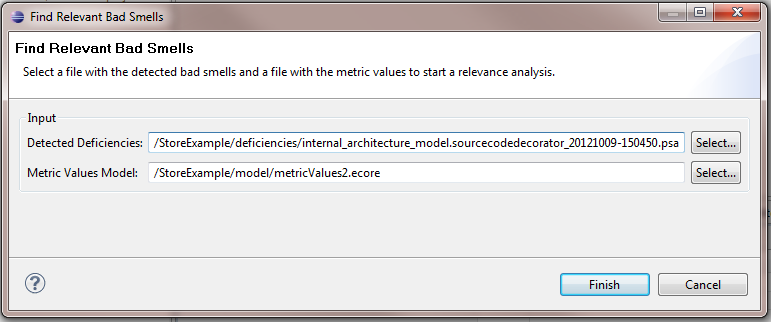 Find Relevant Bad Smells
Find Relevant Bad Smells
Select a file with the detected bad smells and a file with the metric values to start a relevance analysis.
Input
Detected Deficiencies: /StoreExample/deficiencies/internal_architecture_model.sourcecodedecorator_20121009-150450.psa Select...
Metric Values Model: /StoreExample/model/metricValues2.ecore Select...
? Finish Cancel